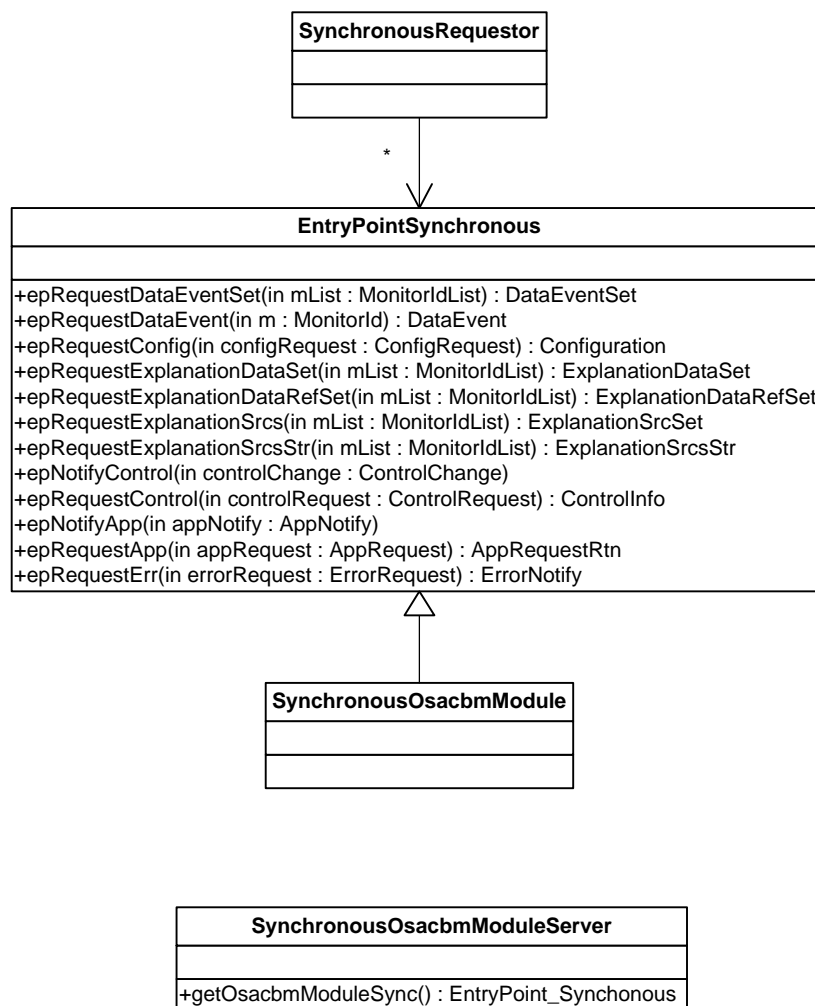 SynchronousRequestor
*
EntryPointSynchronous
+epRequestDataEventSet(in mList : MonitorIdList) : DataEventSet
+epRequestDataEvent(in m : MonitorId) : DataEvent
+epRequestConfig(in configRequest : ConfigRequest) : Configuration
+epRequestExplanationDataSet(in mList : MonitorIdList) : ExplanationDataSet
+epRequestExplanationDataRefSet(in mList : MonitorIdList) : ExplanationDataRefSet
+epRequestExplanationSrcs(in mList : MonitorIdList) : ExplanationSrcSet
+epRequestExplanationSrcsStr(in mList : MonitorIdList) : ExplanationSrcsStr
+epNotifyControl(in controlChange : ControlChange)
+epRequestControl(in controlRequest : ControlRequest) : ControlInfo
+epNotifyApp(in appNotify : AppNotify)
+epRequestApp(in appRequest : AppRequest) : AppRequestRtn
+epRequestErr(in errorRequest : ErrorRequest) : ErrorNotify
SynchronousOsacbmModule
SynchronousOsacbmModuleServer
+getOsacbmModuleSync() : EntryPoint_Synchonous